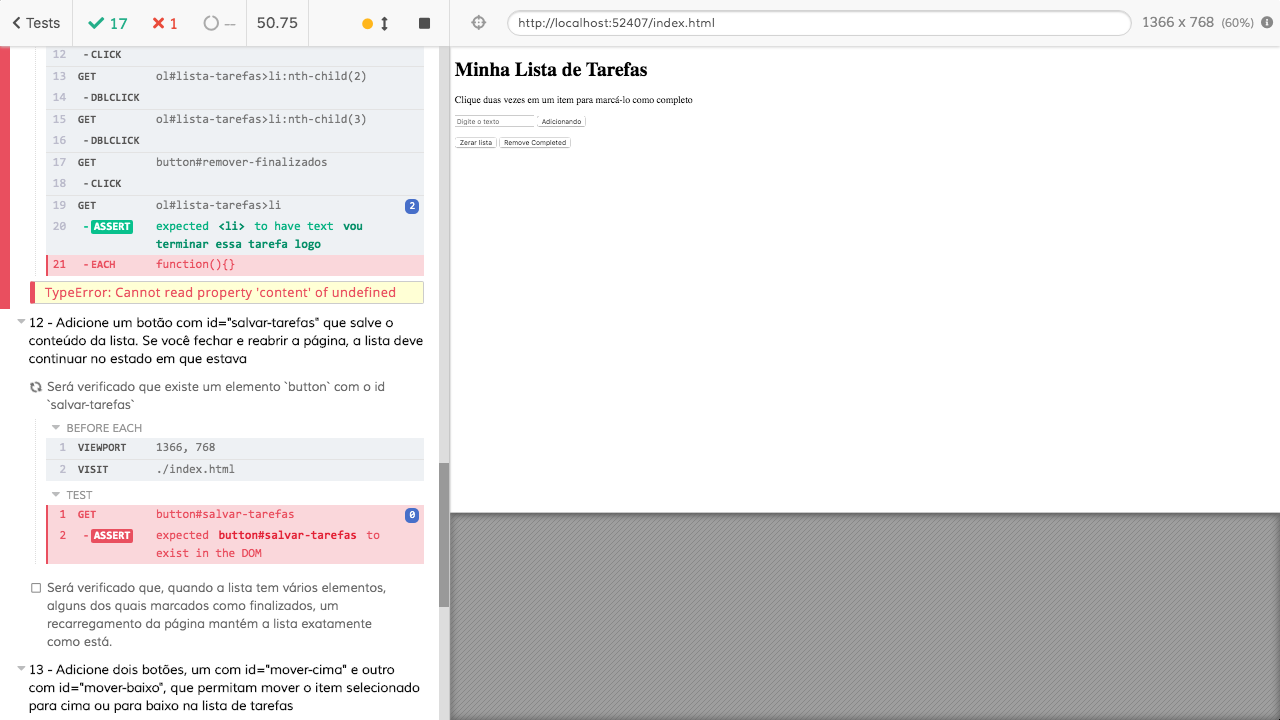 Tests 17 1 -- 50.75 http://localhost:52407/index.html 1366 x 768 (60%)
12 - CLICK
13 GET ol#lista-tarefas>li:nth-child(2)
14 - DBLCLICK
15 GET ol#lista-tarefas>li:nth-child(3)
16 - DBLCLICK
17 GET button#remover-finalizados
18 - CLICK
19 GET ol#lista-tarefas>li 2
20 - ASSERT expected <li> to have text vou
terminar essa tarefa logo
21 - EACH function(){}
TypeError: Cannot read property 'content' of undefined
12 - Adicione um botão com id="salvar-tarefas" que salve o
conteúdo da lista. Se você fechar e reabrir a página, a lista deve
continuar no estado em que estava
Será verificado que existe um elemento `button` com o id
`salvar-tarefas`
BEFORE EACH
1 VIEWPORT 1366, 768
2 VISIT ./index.html
TEST
1 GET button#salvar-tarefas 0
2 - ASSERT expected button#salvar-tarefas to
exist in the DOM
Será verificado que, quando a lista tem vários elementos,
alguns dos quais marcados como finalizados, um
recarregamento da página mantém a lista exatamente
como está.
13 - Adicione dois botões, um com id="mover-cima" e outro
com id="mover-baixo", que permitam mover o item selecionado
para cima ou para baixo na lista de tarefas
Minha Lista de Tarefas
Clique duas vezes em um item para marcá-lo como completo
Digite o texto Adicionando
Zerar lista Remove Completed